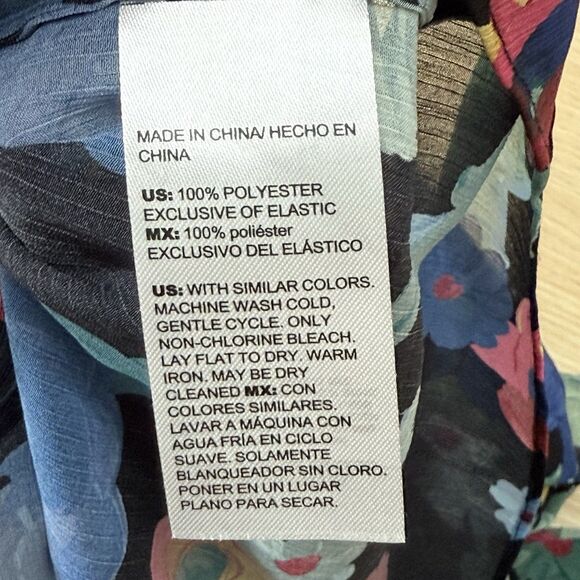 MADE IN CHINA/ HECHO EN
CHINA
US: 100% POLYESTER
EXCLUSIVE OF ELASTIC
MX: 100% poliéster
EXCLUSIVO DEL ELÁSTICO
US: WITH SIMILAR COLORS.
MACHINE WASH COLD,
GENTLE CYCLE. ONLY
NON-CHLORINE BLEACH.
LAY FLAT TO DRY. WARM
IRON. MAY BE DRY
CLEANED MX: CON
COLORES SIMILARES.
LAVAR A MÁQUINA CON
AGUA FRÍA EN CICLO
SUAVE. SOLAMENTE
BLANQUEADOR SIN CLORO.
PONER EN UN LUGAR
PLANO PARA SECAR.